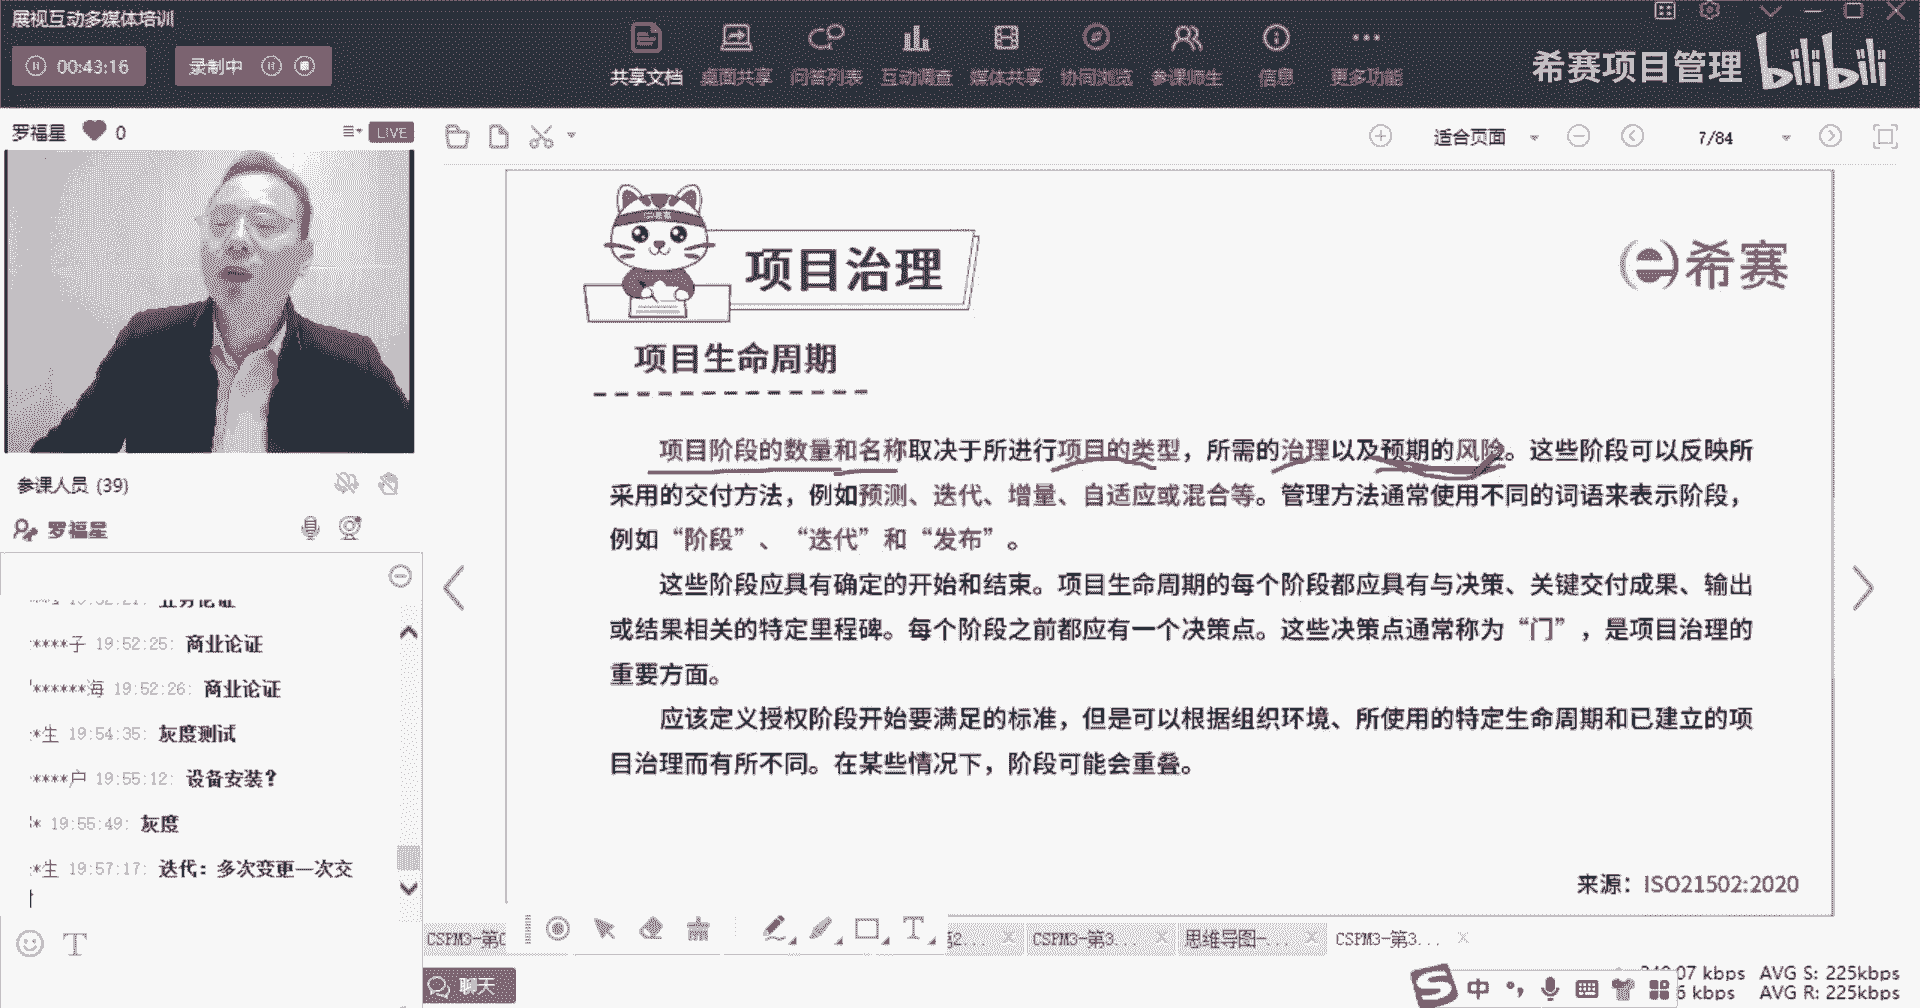 展视互动多媒体培训
00:43:16
录制中
共享文档 桌面共享 问答列表 互动调查 媒体共享 协同浏览 参课师生 信息 更多功能
希赛项目管理 bilibili
罗福星 0 LIVE
适合页面 7/84
项目治理
希赛
项目生命周期
项目阶段的数量和名称取决于所进行项目的类型，所需的治理以及预期的风险。这些阶段可以反映所
采用的交付方法，例如预测、迭代、增量、自适应或混合等。管理方法通常使用不同的词语来表示阶段，
例如“阶段”、“迭代”和“发布”。
这些阶段应具有确定的开始和结束。项目生命周期的每个阶段都应具有与决策、关键交付成果、输出
或结果相关的特定里程碑。每个阶段之前都应有一个决策点。这些决策点通常称为“门”，是项目治理的
重要方面。
应该定义授权阶段开始要满足的标准，但是可以根据组织环境、所使用的特定生命周期和已建立的项
目治理而有所不同。在某些情况下，阶段可能会重叠。
来源：ISO21502:2020
参课人员 (39)
罗福星
****子 19:52:25: 商业论证
******海 19:52:26: 商业论证
*生 19:54:35: 灰度测试
****户 19:55:12: 设备安装?
* 19:55:49: 灰度
*生 19:57:17: 迭代：多次变更一次交
T
CSPM3-第 2... CSPM3-第3... 思维导图-... CSPM3-第3...
聊天
中
07 kbps AVG S: 225kbps
6 kbps AVG R: 225kbps